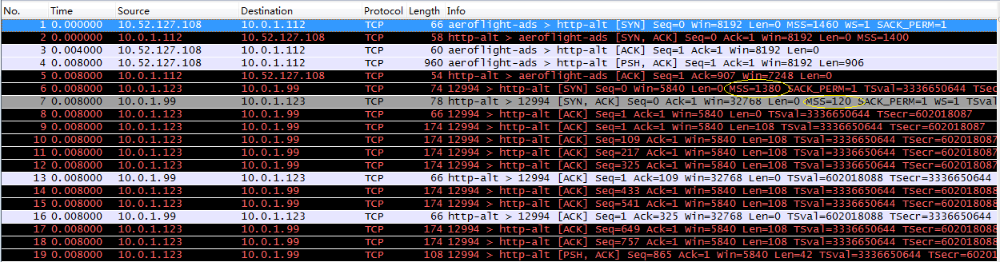 No. Time Source Destination Protocol Length Info
1 0.000000 10.52.127.108 10.0.1.112 TCP 66 aeroflight-ads > http-alt [SYN] Seq=0 Win=8192 Len=0 MSS=1460 WS=1 SACK_PERM=1
2 0.000000 10.0.1.112 10.52.127.108 TCP 58 http-alt > aeroflight-ads [SYN, ACK] Seq=0 Ack=1 Win=8192 Len=0 MSS=1400
3 0.004000 10.52.127.108 10.0.1.112 TCP 60 aeroflight-ads > http-alt [ACK] Seq=1 Ack=1 Win=8192 Len=0
4 0.008000 10.52.127.108 10.0.1.112 TCP 960 aeroflight-ads > http-alt [PSH, ACK] Seq=1 Ack=1 Win=8192 Len=906
5 0.008000 10.0.1.112 10.52.127.108 TCP 54 http-alt > aeroflight-ads [ACK] Seq=1 Ack=907 Win=7248 Len=0
6 0.008000 10.0.1.123 10.0.1.99 TCP 74 12994 > http-alt [SYN] Seq=0 Win=5840 Len=0 MSS=1380 SACK_PERM=1 TSval=3336650644 TSec
7 0.008000 10.0.1.99 10.0.1.123 TCP 78 http-alt > 12994 [SYN, ACK] Seq=0 Ack=1 Win=32768 Len=0 MSS=120 SACK_PERM=1 WS=1 TSval
8 0.008000 10.0.1.123 10.0.1.99 TCP 66 12994 > http-alt [ACK] Seq=1 Ack=1 Win=5840 Len=0 TSval=3336650644 TSecr=602018087
9 0.008000 10.0.1.123 10.0.1.99 TCP 174 12994 > http-alt [ACK] Seq=1 Ack=1 Win=5840 Len=108 TSval=3336650644 TSecr=602018087
10 0.008000 10.0.1.123 10.0.1.99 TCP 174 12994 > http-alt [ACK] Seq=109 Ack=1 Win=5840 Len=108 TSval=3336650644 TSecr=602018087
11 0.008000 10.0.1.123 10.0.1.99 TCP 174 12994 > http-alt [ACK] Seq=217 Ack=1 Win=5840 Len=108 TSval=3336650644 TSecr=602018087
12 0.008000 10.0.1.123 10.0.1.99 TCP 174 12994 > http-alt [ACK] Seq=325 Ack=1 Win=5840 Len=108 TSval=3336650644 TSecr=602018087
13 0.008000 10.0.1.99 10.0.1.123 TCP 66 http-alt > 12994 [ACK] Seq=1 Ack=109 Win=32768 Len=0 TSval=602018088 TSecr=3336650644
14 0.008000 10.0.1.123 10.0.1.99 TCP 174 12994 > http-alt [ACK] Seq=433 Ack=1 Win=5840 Len=108 TSval=3336650644 TSecr=602018088
15 0.008000 10.0.1.123 10.0.1.99 TCP 174 12994 > http-alt [ACK] Seq=541 Ack=1 Win=5840 Len=108 TSval=3336650644 TSecr=602018088
16 0.008000 10.0.1.99 10.0.1.123 TCP 66 http-alt > 12994 [ACK] Seq=1 Ack=325 Win=32768 Len=0 TSval=602018088 TSecr=3336650644
17 0.008000 10.0.1.123 10.0.1.99 TCP 174 12994 > http-alt [ACK] Seq=649 Ack=1 Win=5840 Len=108 TSval=3336650644 TSecr=602018088
18 0.008000 10.0.1.123 10.0.1.99 TCP 174 12994 > http-alt [ACK] Seq=757 Ack=1 Win=5840 Len=108 TSval=3336650644 TSecr=602018088
19 0.008000 10.0.1.123 10.0.1.99 TCP 108 12994 > http-alt [PSH, ACK] Seq=865 Ack=1 Win=5840 Len=42 TSval=3336650644 TSecr=60201